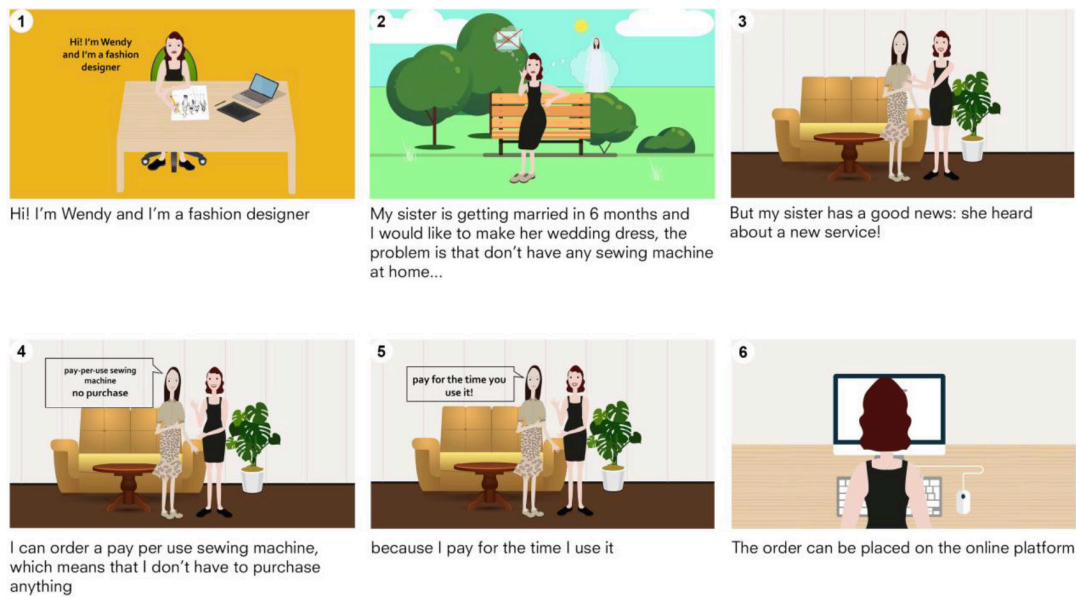 1
Hi! I'm Wendy
and I'm a fashion
designer
Hi! I'm Wendy and I'm a fashion designer
2
My sister is getting married in 6 months and
I would like to make her wedding dress, the
problem is that don't have any sewing machine
at home...
3
But my sister has a good news: she heard
about a new service!
4
pay-per-use sewing
machine
no purchase
I can order a pay per use sewing machine,
which means that I don't have to purchase
anything
5
pay for the time you
use it!
because I pay for the time I use it
6
The order can be placed on the online platform